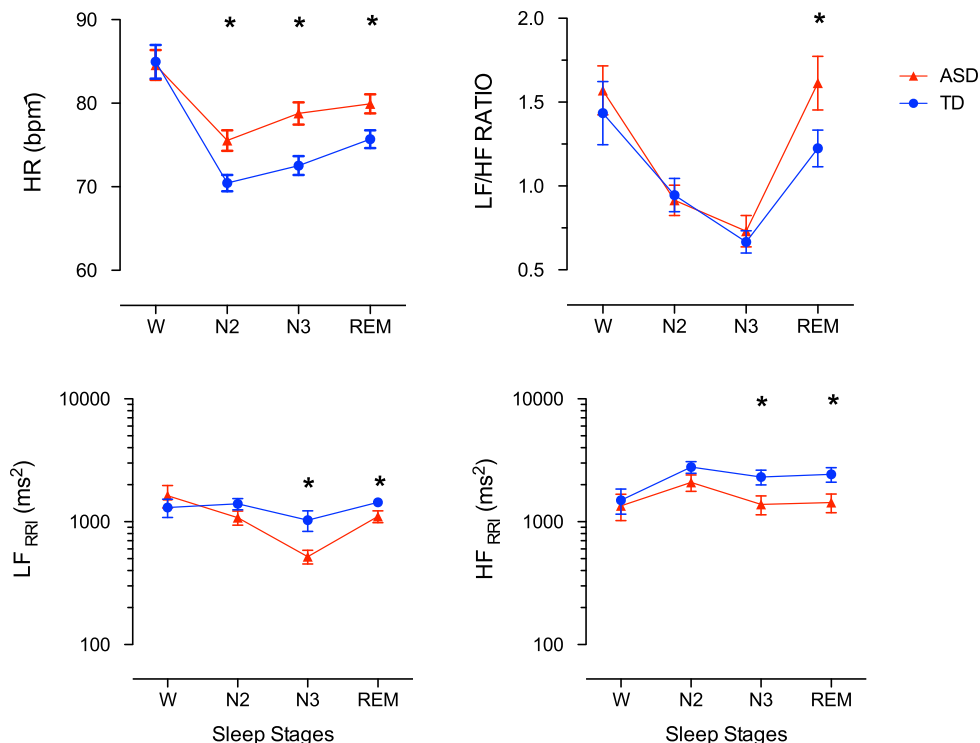 90
80
70
60
HR (bpm)
* * *
W N2 N3 REM
2.0
1.5
1.0
0.5
LF/HF RATIO
*
W N2 N3 REM
ASD
TD
10000
1000
100
LF RRI (ms2)
* *
W N2 N3 REM
Sleep Stages
10000
1000
100
HF RRI (ms2)
* *
W N2 N3 REM
Sleep Stages